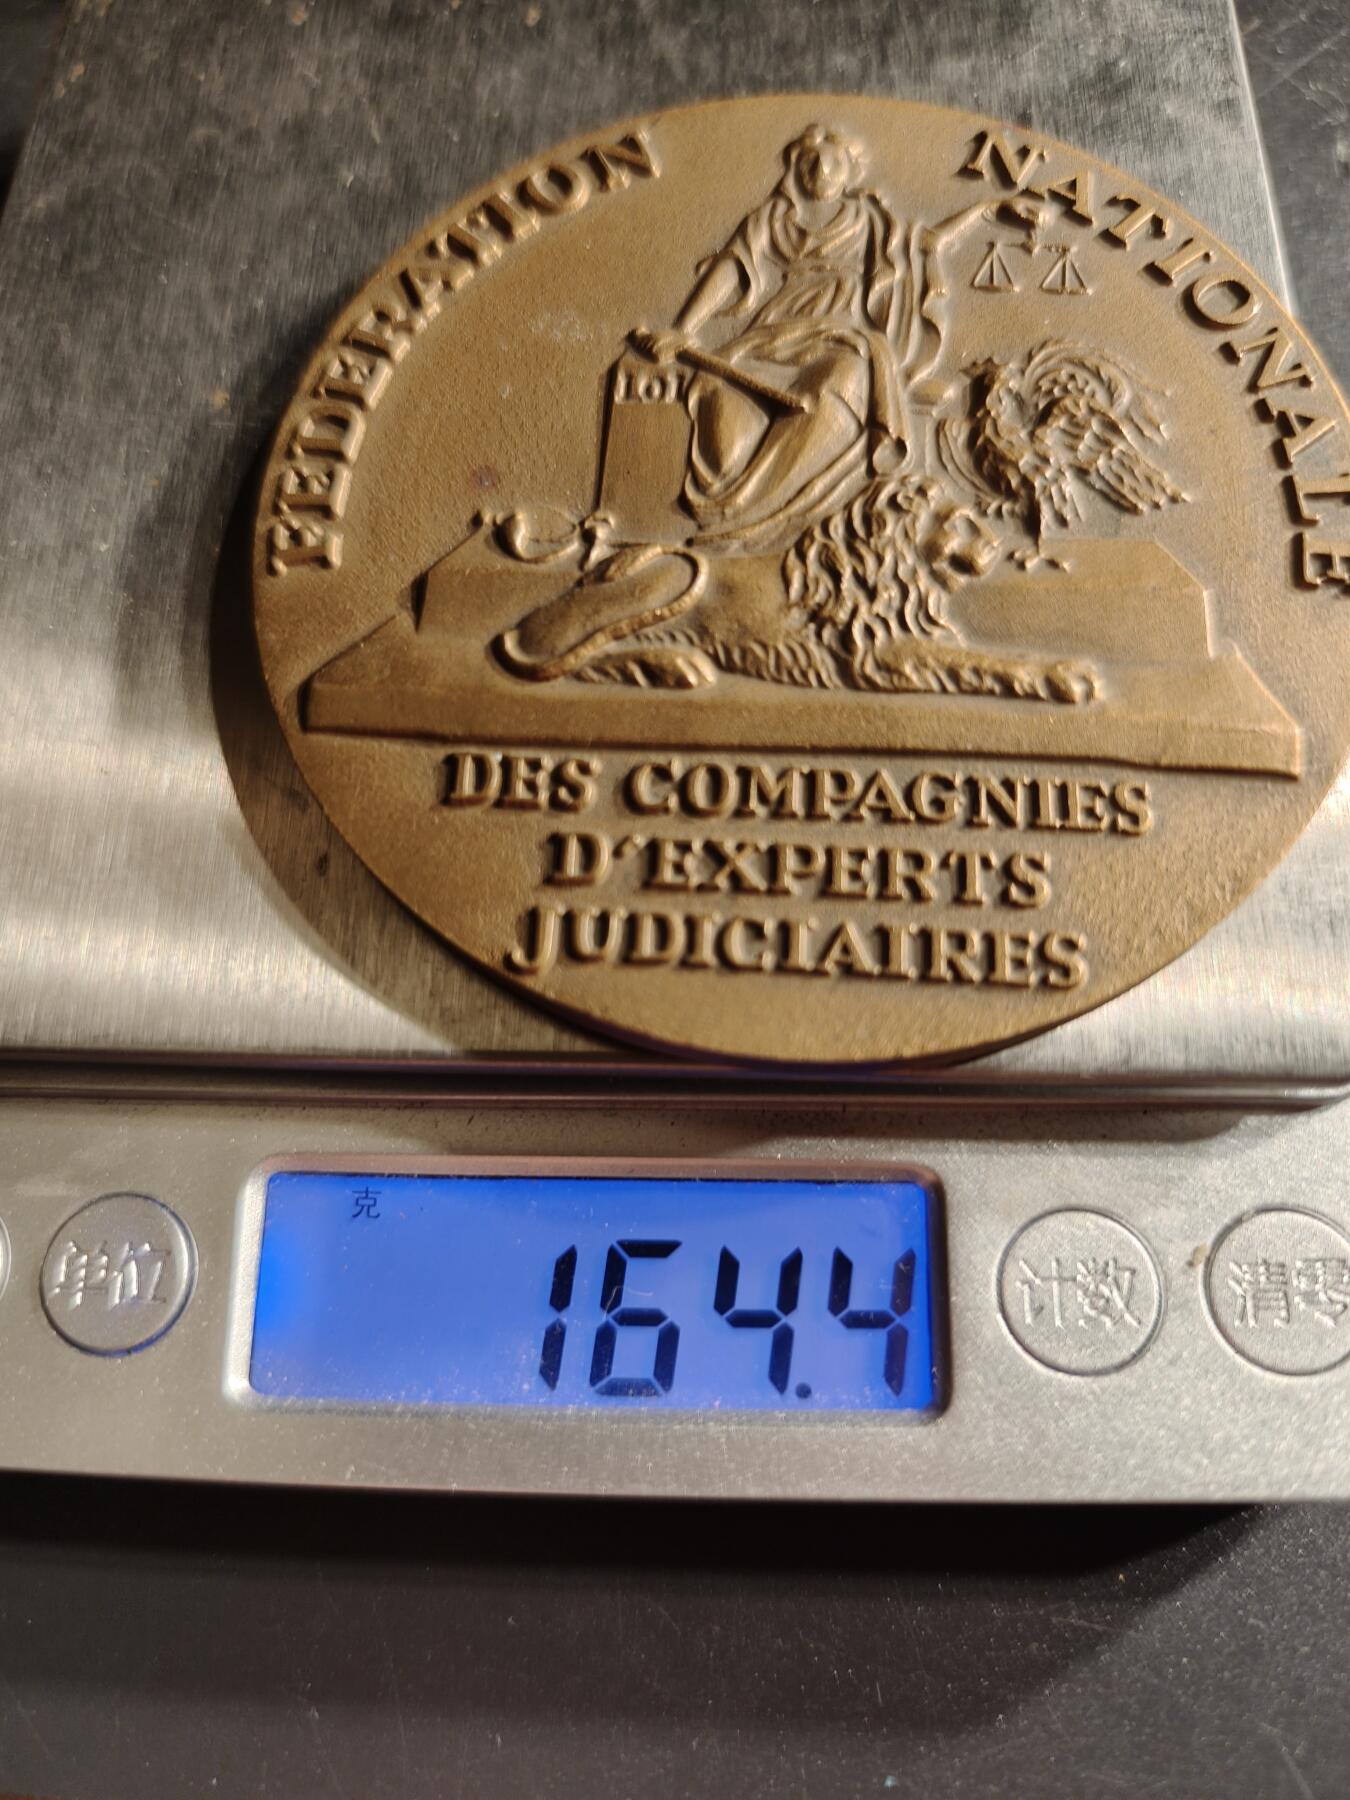 FEDERATION NATIONALE
LOI
DES COMPAGNIES
D'EXPERTS
JUDICIAIRES
克
164.4
单位
计数
清零